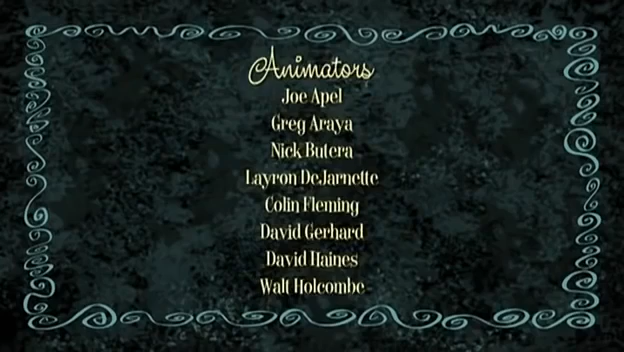 Animators
Joe Apel
Greg Araya
Nick Butera
Layron DeJarnette
Colin Fleming
David Gerhard
David Haines
Walt Holcombe